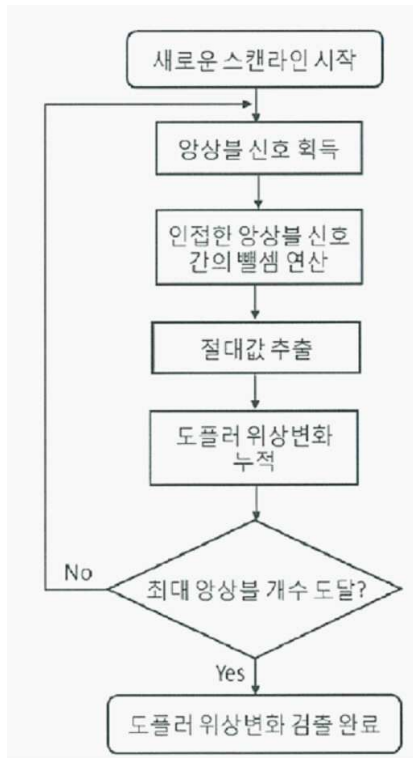 새로운 스캔라인 시작
앙상블 신호 획득
인접한 앙상블 신호
간의 뺄셈 연산
절대값 추출
도플러 위상변화
누적
최대 앙상블 개수 도달?
No
Yes
도플러 위상변화 검출 완료